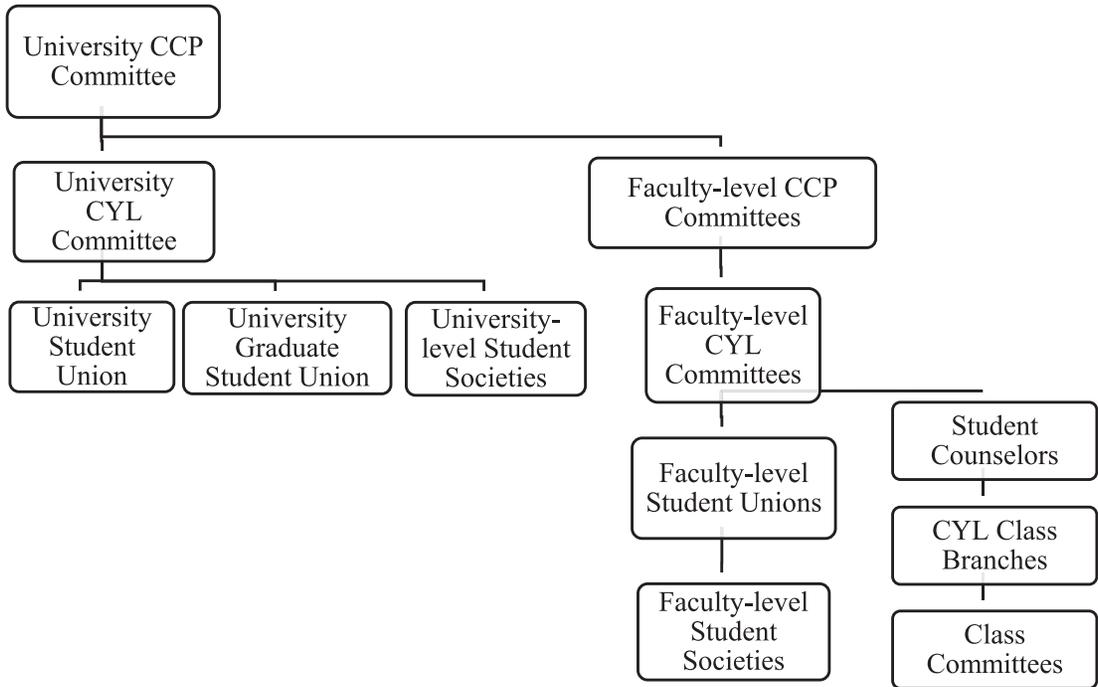 University CCP
Committee
University
CYL
Committee
Faculty-level CCP
Committees
University
Student
Union
University
Graduate
Student Union
University-
level Student
Societies
Faculty-level
CYL
Committees
Faculty-level
Student Unions
Faculty-level
Student
Societies
Student
Counselors
CYL Class
Branches
Class
Committees